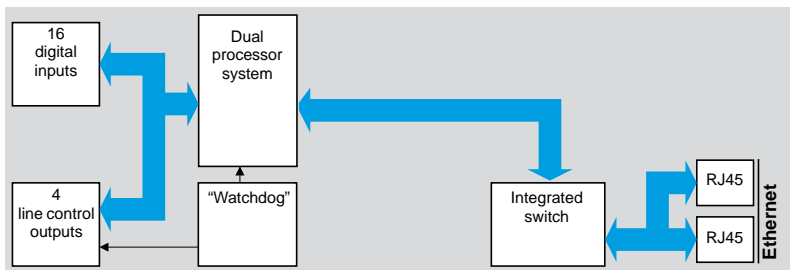 16
digital
inputs
Dual
processor
system
4
line control
outputs
“Watchdog”
Integrated
switch
RJ45
RJ45
Ethernet